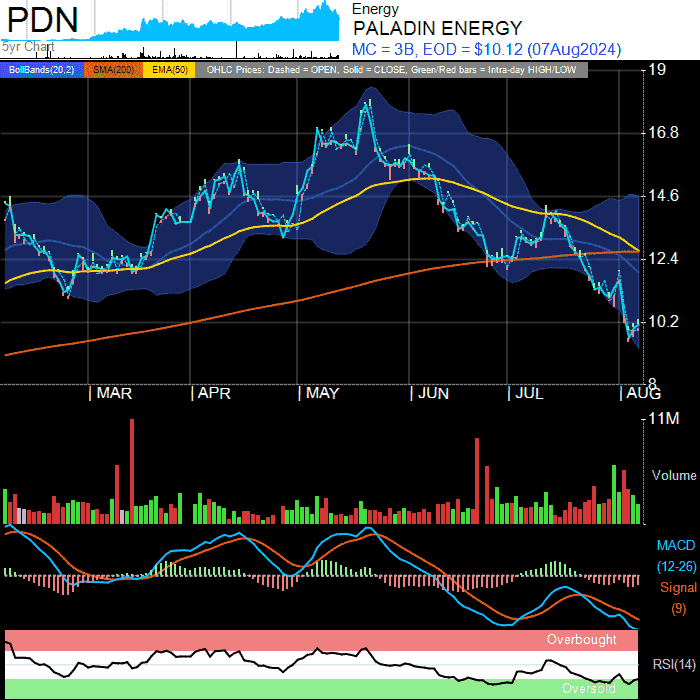 PDN
5yr Chart
Energy
PALADIN ENERGY
MC = 3B, EOD = $10.12 (07Aug2024)
BollBands(20,2) SMA(200) EMA(50) OHLC Prices: Dashed = OPEN, Solid = CLOSE, Green/Red bars = Intra-day HIGH/LOW
19
16.8
14.6
12.4
10.2
8
MAR APR MAY JUN JUL AUG
11M
Volume
MACD
(12-26)
Signal
(9)
Overbought
RSI(14)
Oversold